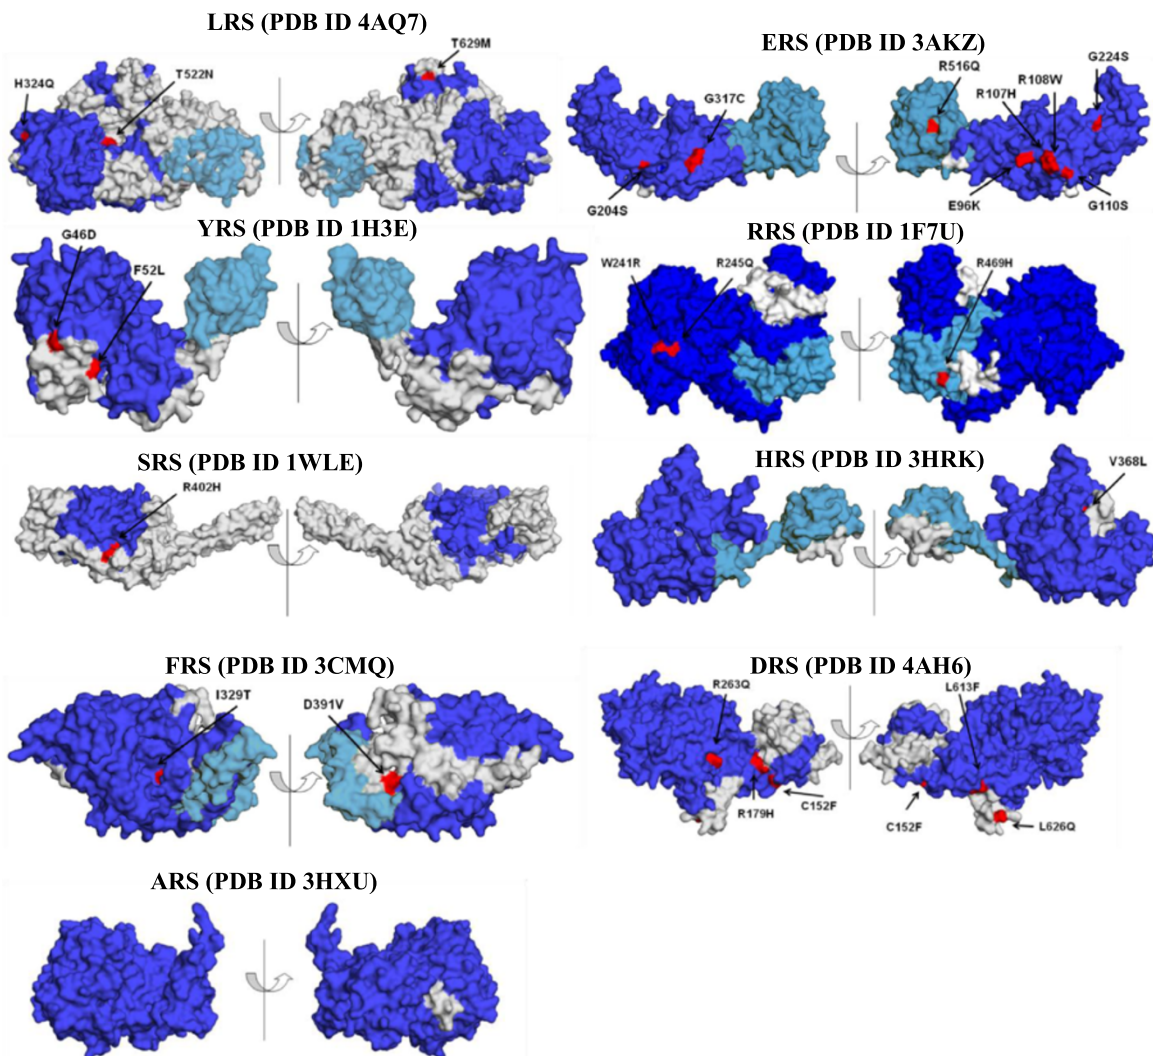 LRS (PDB ID 4AQ7)
T629M
T522N
H324Q
ERS (PDB ID 3AKZ)
R516Q
G224S
R108W
R107H
G317C
G204S
E96K
G110S
YRS (PDB ID 1H3E)
G46D
F52L
RRS (PDB ID 1F7U)
W241R
R245Q
R469H
SRS (PDB ID 1WLE)
R402H
HRS (PDB ID 3HRK)
V368L
FRS (PDB ID 3CMQ)
I329T
D391V
DRS (PDB ID 4AH6)
R263Q
L613F
R179H
C152F
C152F
L626Q
ARS (PDB ID 3HXU)